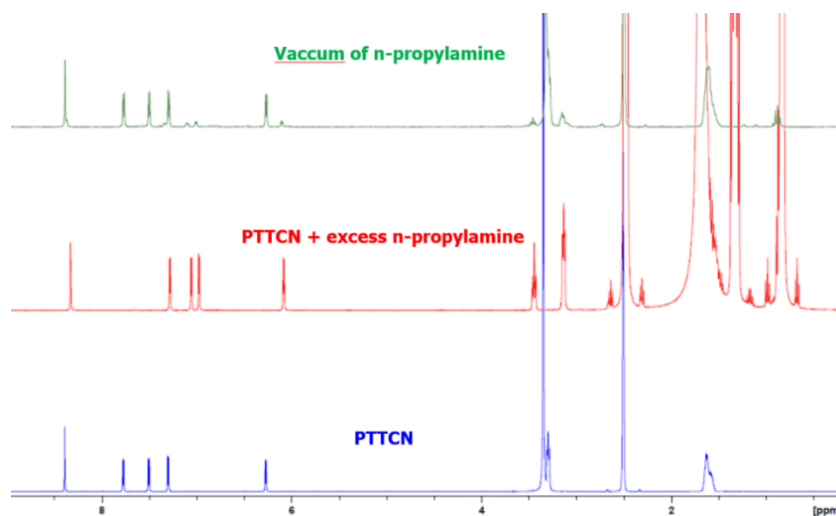 Vaccum of n-propylamine
PTTCN + excess n-propylamine
PTTCN
8 6 4 2 [ppm